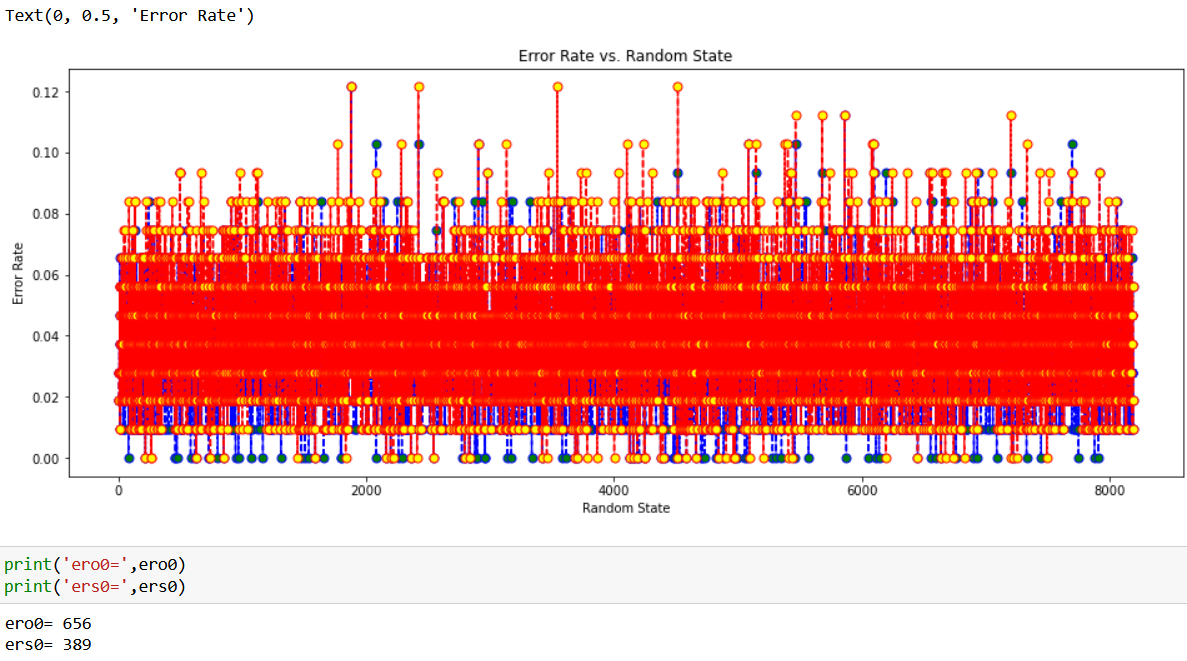 Text(0, 0.5, 'Error Rate')
Error Rate vs. Random State
0.12
0.10
0.08
0.06
0.04
0.02
0.00
Error Rate
0 2000 4000 6000 8000
Random State
print('ero0=',ero0)
print('ers0=',ers0)
ero0= 656
ers0= 389